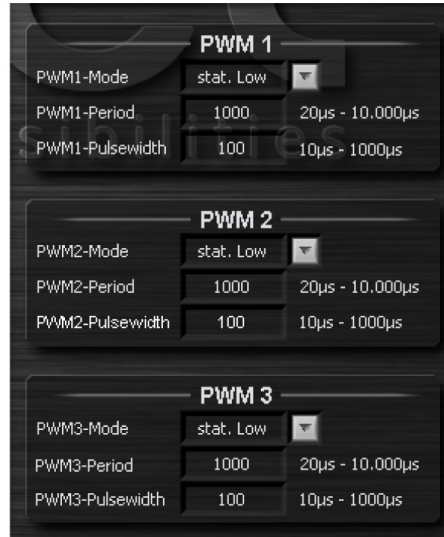 PWM 1
PWM1-Mode stat. Low
PWM1-Period 1000 20µs - 10.000µs
PWM1-Pulsewidth 100 10µs - 1000µs
sibilities
PWM 2
PWM2-Mode stat. Low
PWM2-Period 1000 20µs - 10.000µs
PWM2-Pulsewidth 100 10µs - 1000µs
PWM 3
PWM3-Mode stat. Low
PWM3-Period 1000 20µs - 10.000µs
PWM3-Pulsewidth 100 10µs - 1000µs